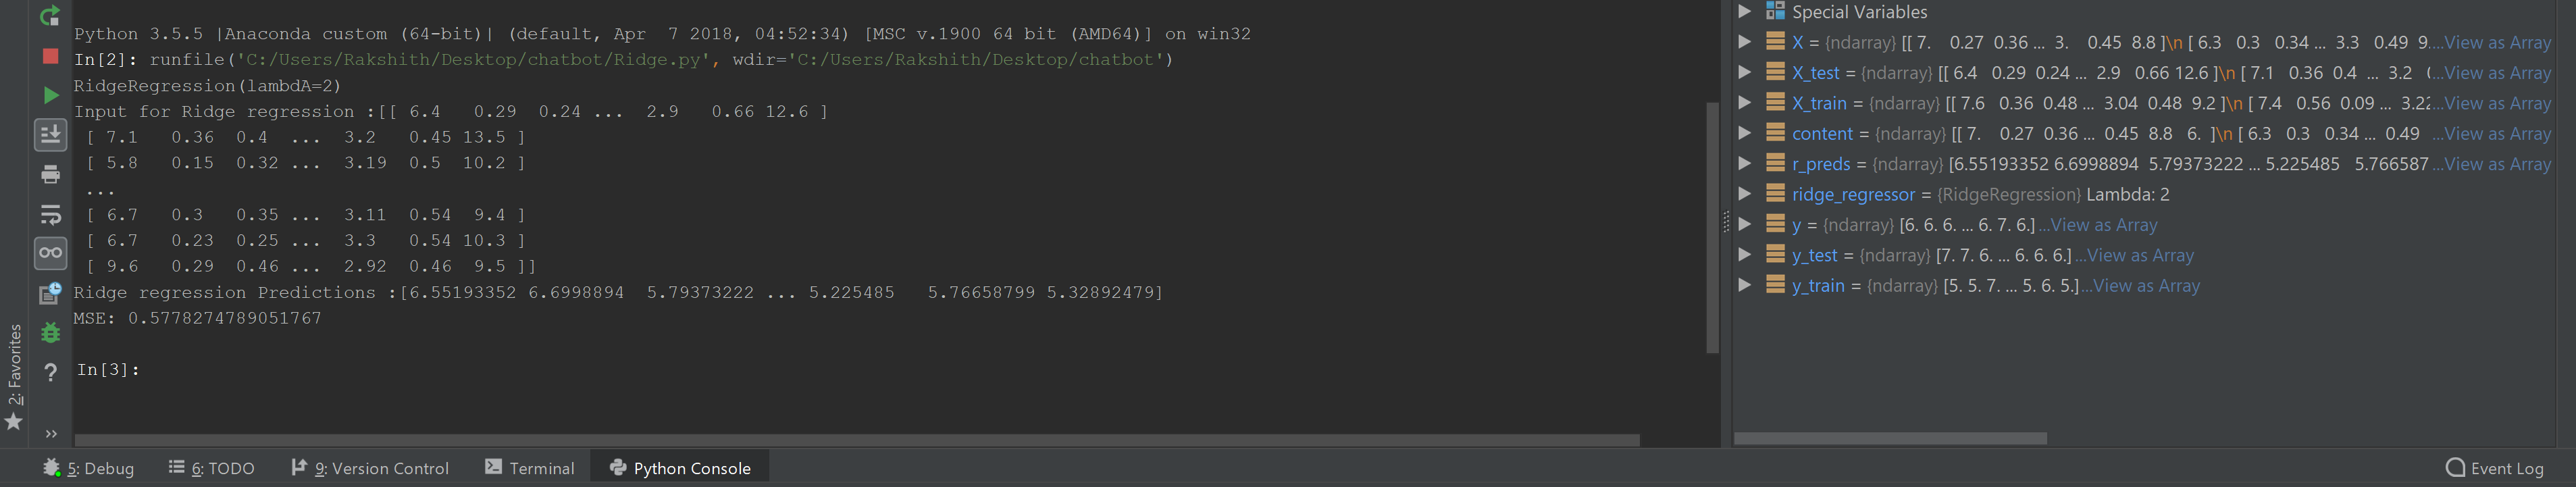 Python 3.5.5 |Anaconda custom (64-bit)| (default, Apr  7 2018, 04:52:34) [MSC v.1900 64 bit (AMD64)] on win32
In[2]: runfile('C:/Users/Rakshith/Desktop/chatbot/Ridge.py', wdir='C:/Users/Rakshith/Desktop/chatbot')
RidgeRegression(lambdA=2)
Input for Ridge regression :[[ 6.4   0.29  0.24 ...  2.9   0.66 12.6 ]
[ 7.1   0.36  0.4  ...  3.2   0.45 13.5 ]
[ 5.8   0.15  0.32 ...  3.19  0.5  10.2 ]
...
[ 6.7   0.3   0.35 ...  3.11  0.54  9.4 ]
[ 6.7   0.23  0.25 ...  3.3   0.54 10.3 ]
[ 9.6   0.29  0.46 ...  2.92  0.46  9.5 ]]
Ridge regression Predictions :[6.55193352 6.6998894  5.79373222 ... 5.225485   5.76658799 5.32892479]
MSE: 0.5778274789051767
In[3]:
Special Variables
X = {ndarray} [[ 7.    0.27  0.36 ...  3.    0.45  8.8 ]\n [ 6.3   0.3   0.34 ...  3.3   0.49  9...View as Array
X_test = {ndarray} [[ 6.4   0.29  0.24 ...  2.9   0.66 12.6 ]\n [ 7.1   0.36  0.4  ...  3.2   ...View as Array
X_train = {ndarray} [[ 7.6   0.36  0.48 ...  3.04  0.48  9.2 ]\n [ 7.4   0.56  0.09 ...  3.22...View as Array
content = {ndarray} [[ 7.    0.27  0.36 ...  0.45  8.8   6.  ]\n [ 6.3   0.3   0.34 ...  0.49  ...View as Array
r_preds = {ndarray} [6.55193352 6.6998894  5.79373222 ... 5.225485   5.766587...View as Array
ridge_regressor = {RidgeRegression} Lambda: 2
y = {ndarray} [6. 6. 6. ... 6. 7. 6.]...View as Array
y_test = {ndarray} [7. 7. 6. ... 6. 6. 6.]...View as Array
y_train = {ndarray} [5. 5. 7. ... 5. 6. 5.]...View as Array
2: Favorites
5: Debug
6: TODO
9: Version Control
Terminal
Python Console
Event Log